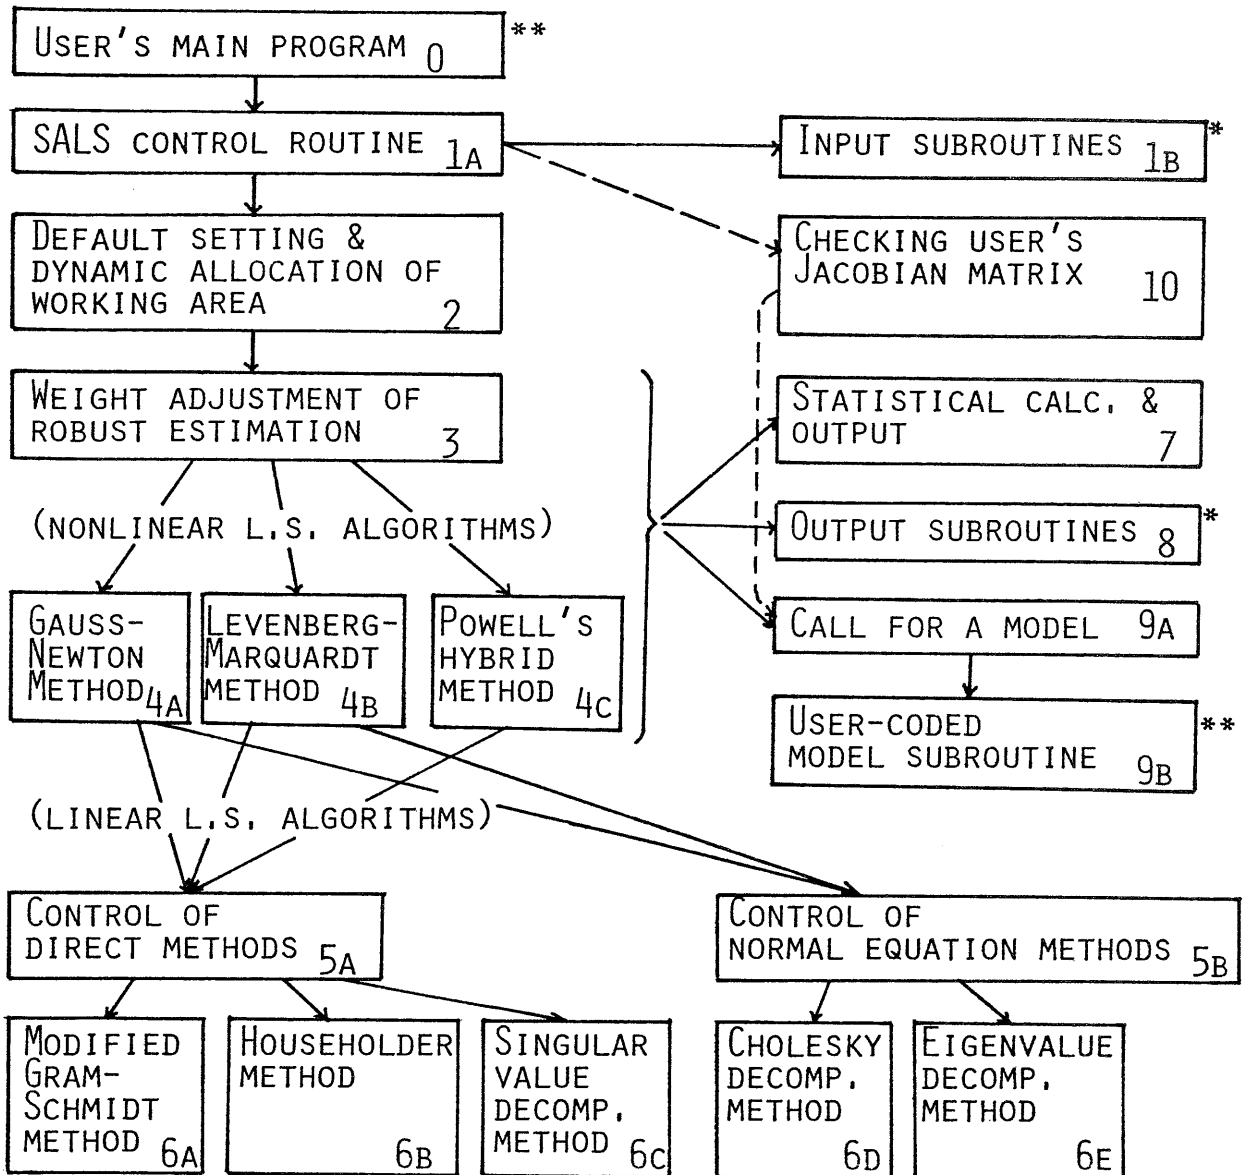 USER'S MAIN PROGRAM 0 **
SALS CONTROL ROUTINE 1A
INPUT SUBROUTINES 1B *
DEFAULT SETTING &
DYNAMIC ALLOCATION OF
WORKING AREA 2
CHECKING USER'S
JACOBIAN MATRIX 10
WEIGHT ADJUSTMENT OF
ROBUST ESTIMATION 3
STATISTICAL CALC. &
OUTPUT 7
(NONLINEAR L.S. ALGORITHMS)
OUTPUT SUBROUTINES 8 *
GAUSS-
NEWTON
METHOD 4A
LEVENBERG-
MARQUARDT
METHOD 4B
POWELL'S
HYBRID
METHOD 4C
CALL FOR A MODEL 9A
USER-CODED
MODEL SUBROUTINE 9B **
(LINEAR L.S. ALGORITHMS)
CONTROL OF
DIRECT METHODS 5A
CONTROL OF
NORMAL EQUATION METHODS 5B
MODIFIED
GRAM-
SCHMIDT
METHOD 6A
HOUSEHOLDER
METHOD
6B
SINGULAR
VALUE
DECOMP.
METHOD 6C
CHOLESKY
DECOMP.
METHOD
6D
EIGENVALUE
DECOMP.
METHOD
6E